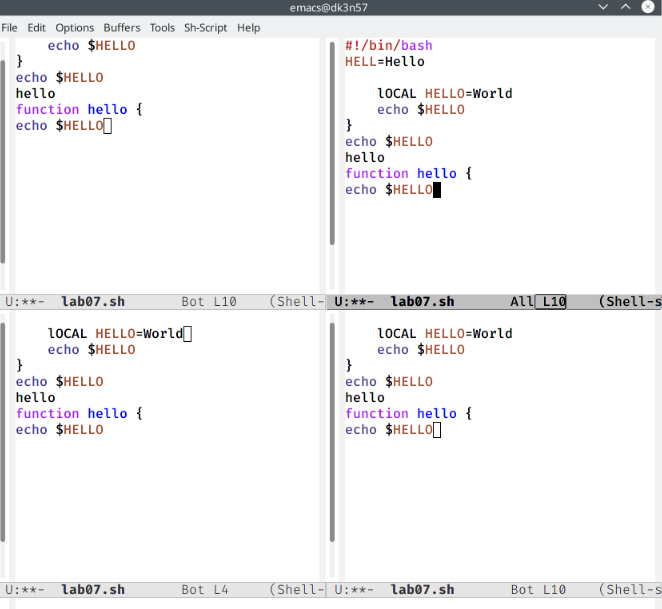 emacs@dk3n57
File Edit Options Buffers Tools Sh-Script Help
echo $HELLO
}
echo $HELLO
hello
function hello {
echo $HELLO
U:**- lab07.sh Bot L10 (Shell-
#!/bin/bash
HELL=Hello
lOCAL HELLO=World
echo $HELLO
}
echo $HELLO
hello
function hello {
echo $HELLO
U:**- lab07.sh All L10 (Shell-s
lOCAL HELLO=World
echo $HELLO
}
echo $HELLO
hello
function hello {
echo $HELLO
U:**- lab07.sh Bot L4 (Shell-
lOCAL HELLO=World
echo $HELLO
}
echo $HELLO
hello
function hello {
echo $HELLO
U:**- lab07.sh Bot L10 (Shell-s